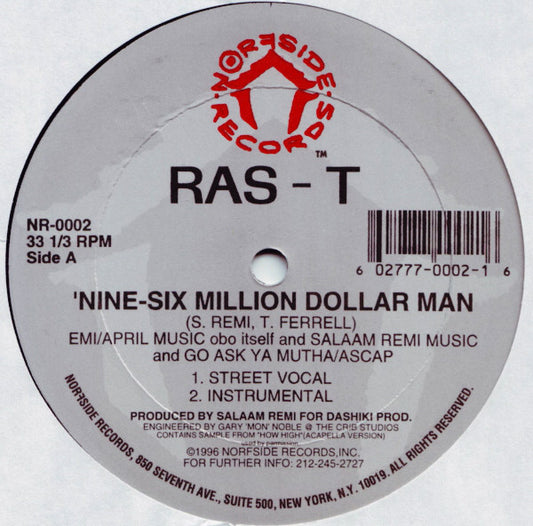 NORFSIDE RECORDS
TM
RAS - T
NR-0002
33 1/3 RPM
Side A
6 02777-0002-1 6
'NINE-SIX MILLION DOLLAR MAN
(S. REMI, T. FERRELL)
EMI/APRIL MUSIC obo itself and SALAAM REMI MUSIC
and GO ASK YA MUTHA/ASCAP
1. STREET VOCAL
2. INSTRUMENTAL
PRODUCED BY SALAAM REMI FOR DASHIKI PROD.
ENGINEERED BY GARY 'MON' NOBLE @ THE CRIB STUDIOS
CONTAINS SAMPLE FROM "HOW HIGH"(ACAPELLA VERSION)
used by permission.
©1996 NORFSIDE RECORDS,INC.
FOR FURTHER INFO: 212-245-2727
NORFSIDE RECORDS, 850 SEVENTH AVE., SUITE 500, NEW YORK, N.Y. 10019. ALL RIGHTS RESERVED.